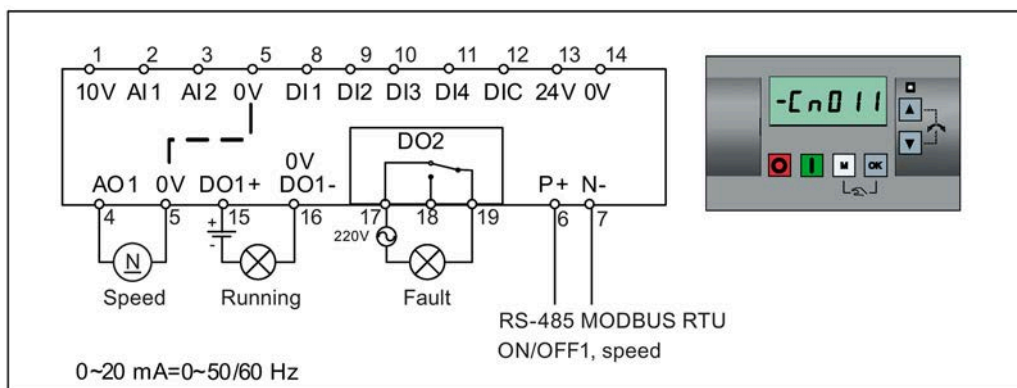 1 2 3 5 8 9 10 11 12 13 14
10V AI1 AI2 0V DI1 DI2 DI3 DI4 DIC 24V 0V
-Cn011
DO2
0V
AO1 0V DO1+ DO1- P+ N-
M OK
4 5 15 16 17 18 19 6 7
+
-
220V
N
Speed Running Fault
RS-485 MODBUS RTU
ON/OFF1, speed
0~20 mA=0~50/60 Hz